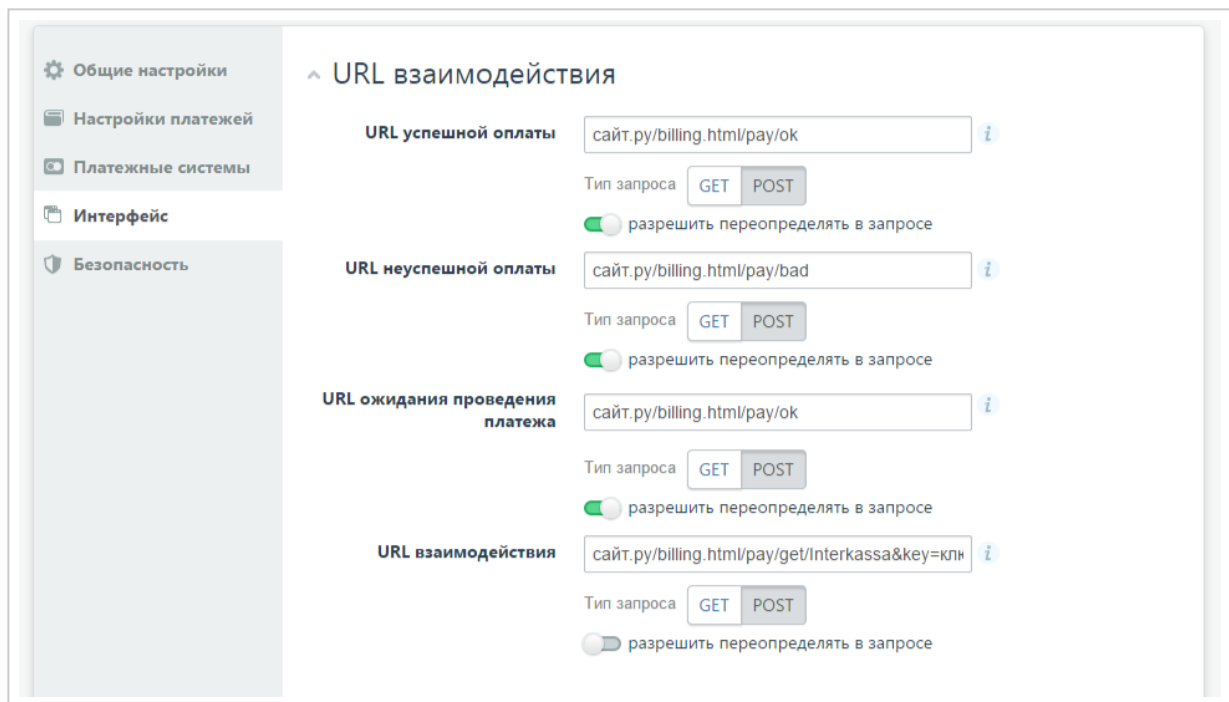 Общие настройки
Настройки платежей
Платежные системы
Интерфейс
Безопасность
URL взаимодействия
URL успешной оплаты
сайт.ру/billing.html/pay/ok
Тип запроса GET POST
разрешить переопределять в запросе
URL неуспешной оплаты
сайт.ру/billing.html/pay/bad
Тип запроса GET POST
разрешить переопределять в запросе
URL ожидания проведения
платежа
сайт.ру/billing.html/pay/ok
Тип запроса GET POST
разрешить переопределять в запросе
URL взаимодействия
сайт.ру/billing.html/pay/get/Interkassa&key=клю
Тип запроса GET POST
разрешить переопределять в запросе